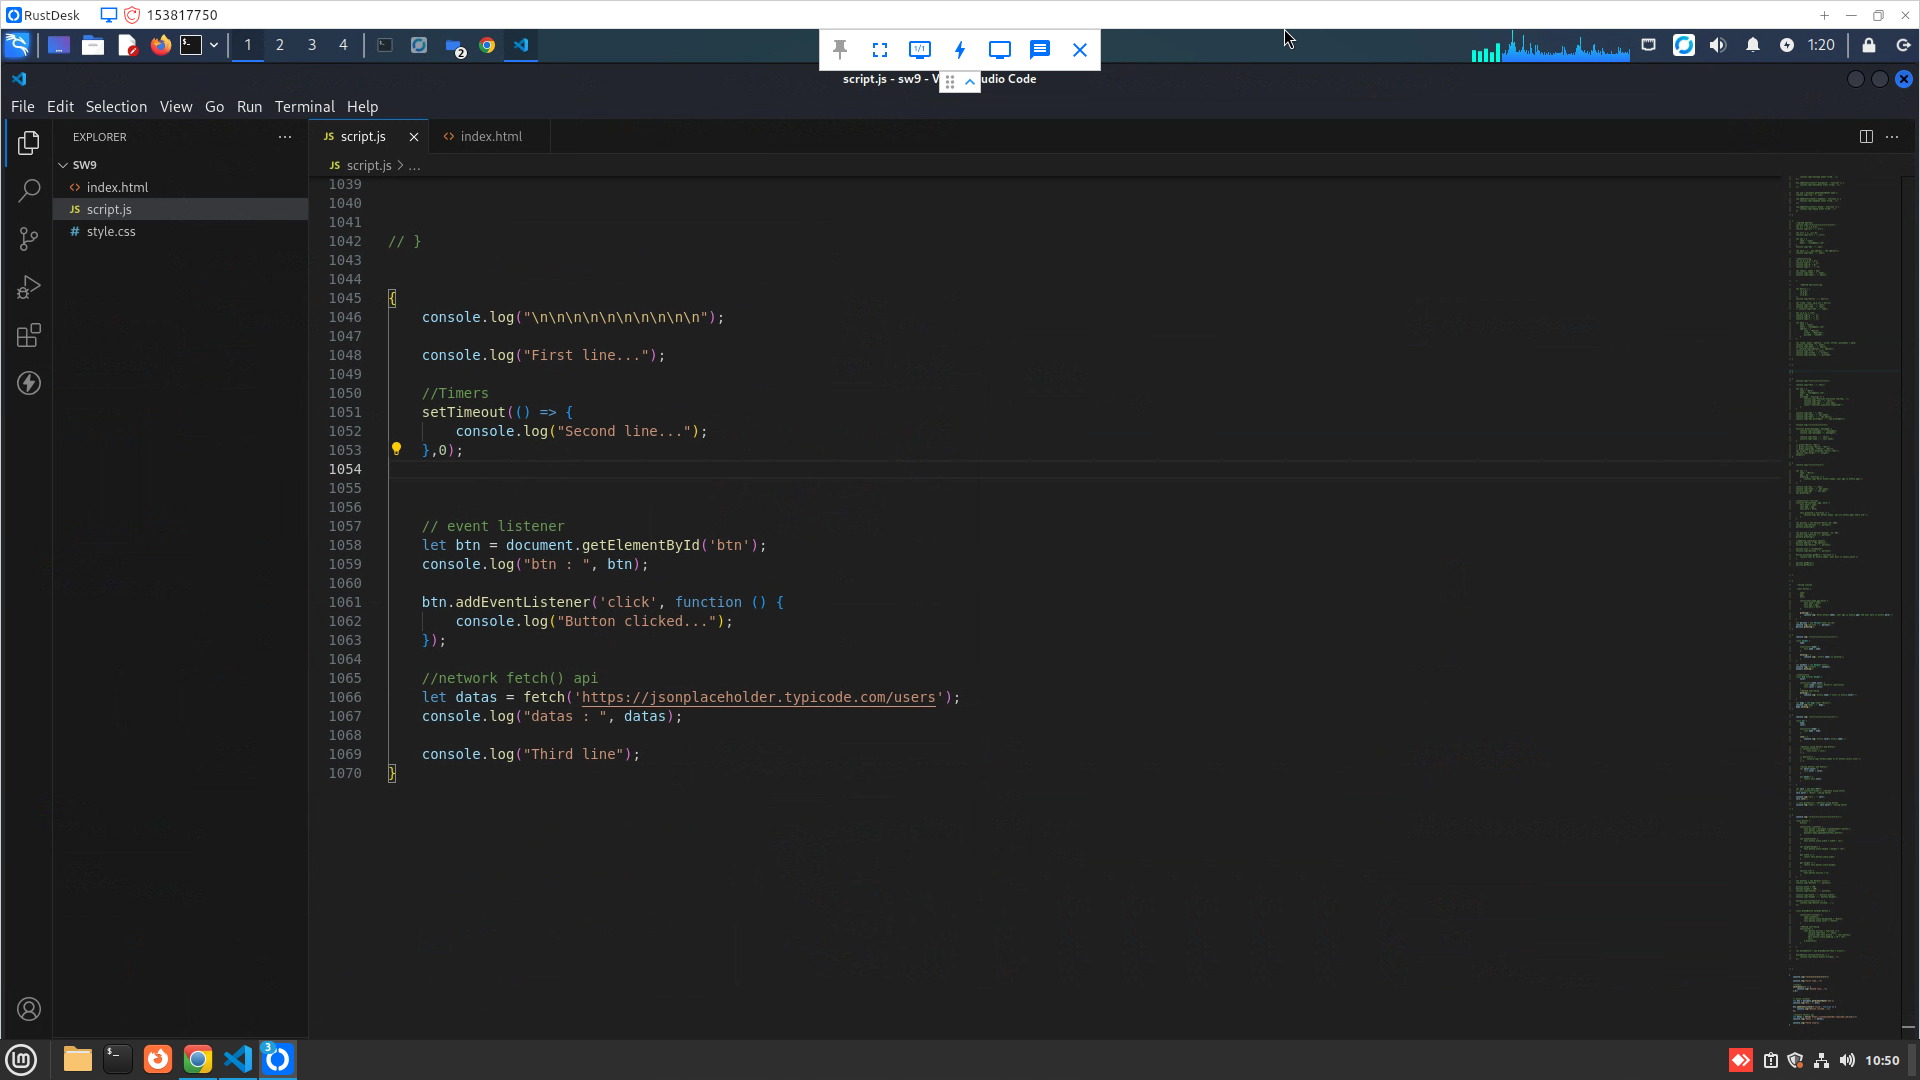 RustDesk 153817750
1 2 3 4 2 1/1 1:20
script.js - sw9 - V udio Code
File Edit Selection View Go Run Terminal Help
EXPLORER
SW9
index.html
JS script.js
# style.css
JS script.js
index.html
JS script.js > ...
1039
1040
1041
1042 // }
1043
1044
1045 {
1046 console.log("\n\n\n\n\n\n\n\n\n\n");
1047
1048 console.log("First line...");
1049
1050 //Timers
1051 setTimeout(() => {
1052 console.log("Second line...");
1053 },0);
1054
1055
1056
1057 // event listener
1058 let btn = document.getElementById('btn');
1059 console.log("btn : ", btn);
1060
1061 btn.addEventListener('click', function () {
1062 console.log("Button clicked...");
1063 });
1064
1065 //network fetch() api
1066 let datas = fetch('https://jsonplaceholder.typicode.com/users');
1067 console.log("datas : ", datas);
1068
1069 console.log("Third line");
1070 }
3
10:50